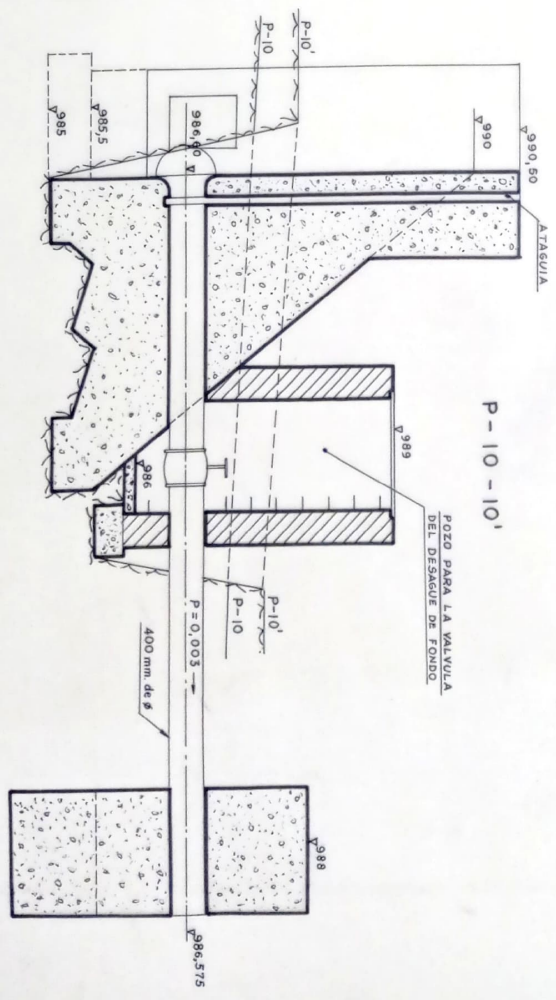 P-10-10'
990,50
ATAGUIA
990
P-10'
P-10
986,60
985,5
985
989
POZO PARA LA VALVULA
DEL DESAGUE DE FONDO
986
P-10'
P-10
P=0,003
400 mm. de ø
988
986,575